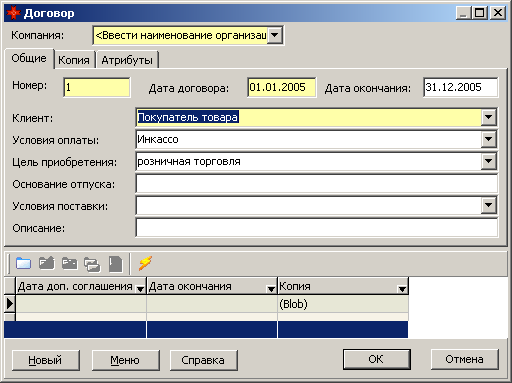 Договор
Компания: <Ввести наименование организац
Общие Копия Атрибуты
Номер: 1 Дата договора: 01.01.2005 Дата окончания: 31.12.2005
Клиент: Покупатель товара
Условия оплаты: Инкассо
Цель приобретения: розничная торговля
Основание отпуска:
Условия поставки:
Описание:
Дата доп. соглашения Дата окончания Копия
(Blob)
Новый Меню Справка OK Отмена